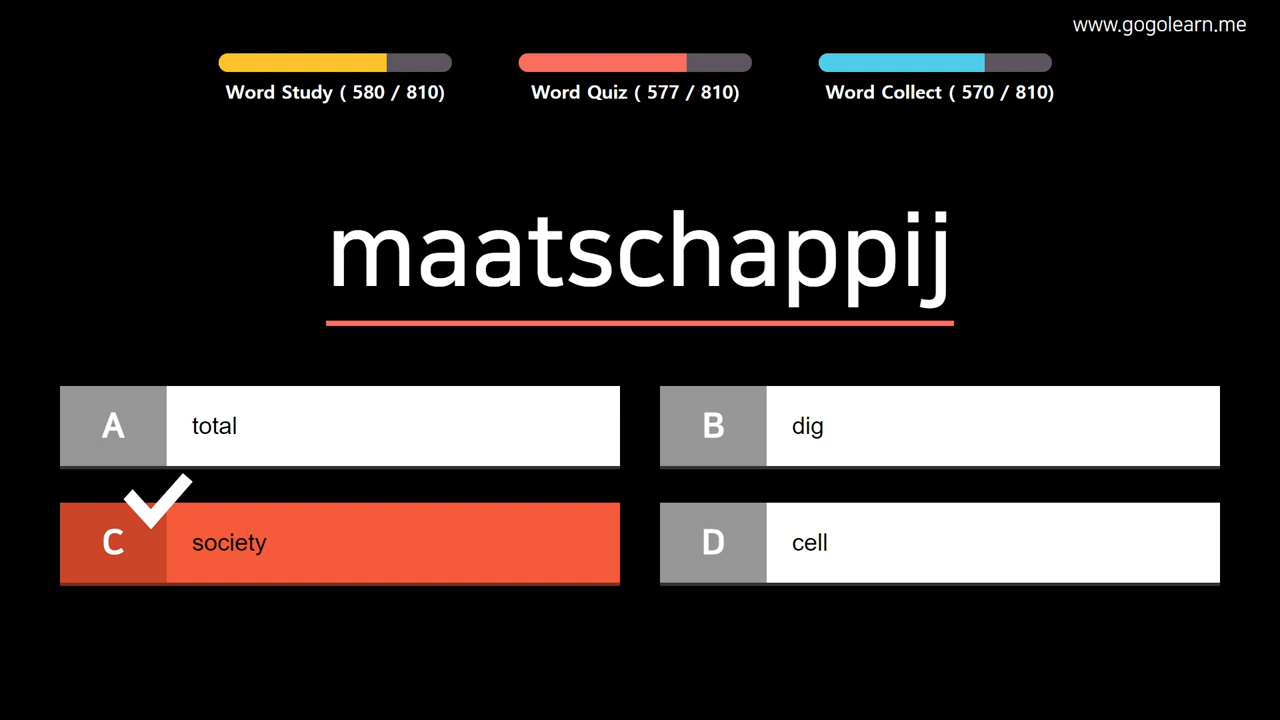 www.gogolearn.me
Word Study ( 580 / 810)
Word Quiz ( 577 / 810)
Word Collect ( 570 / 810)
maatschappij
A total
B dig
C society
D cell